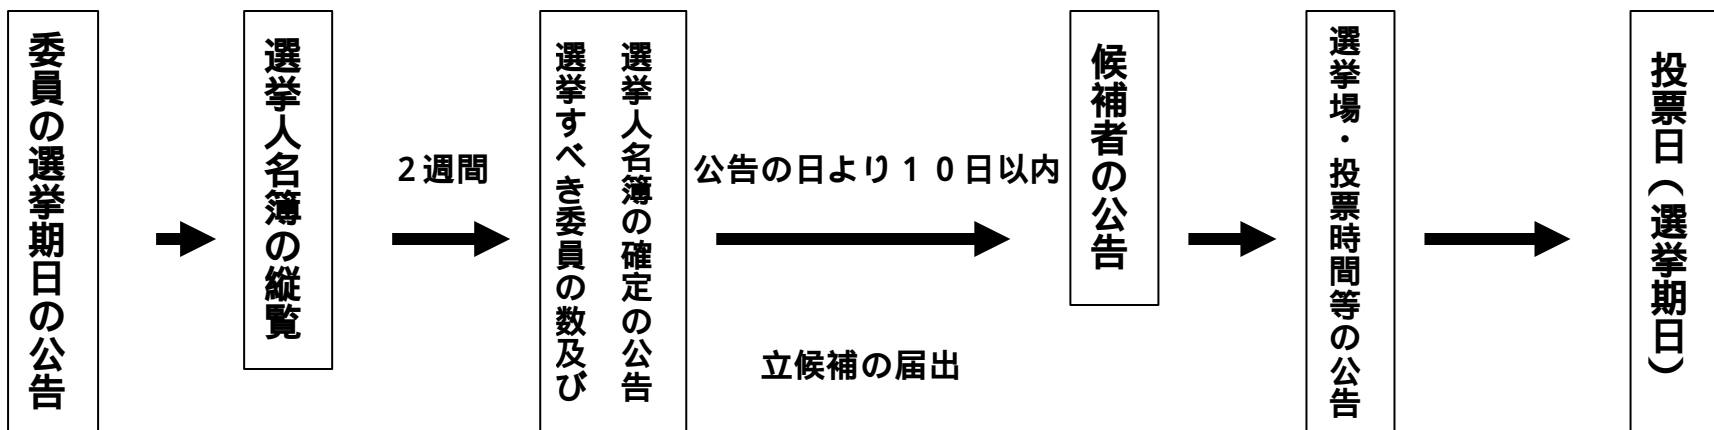 委員の選挙期日の公告
選挙人名簿の縦覧
2週間
選挙すべき委員の数及び
選挙人名簿の確定の公告
公告の日より10日以内
立候補の届出
候補者の公告
選挙場・投票時間等の公告
投票日(選挙期日)